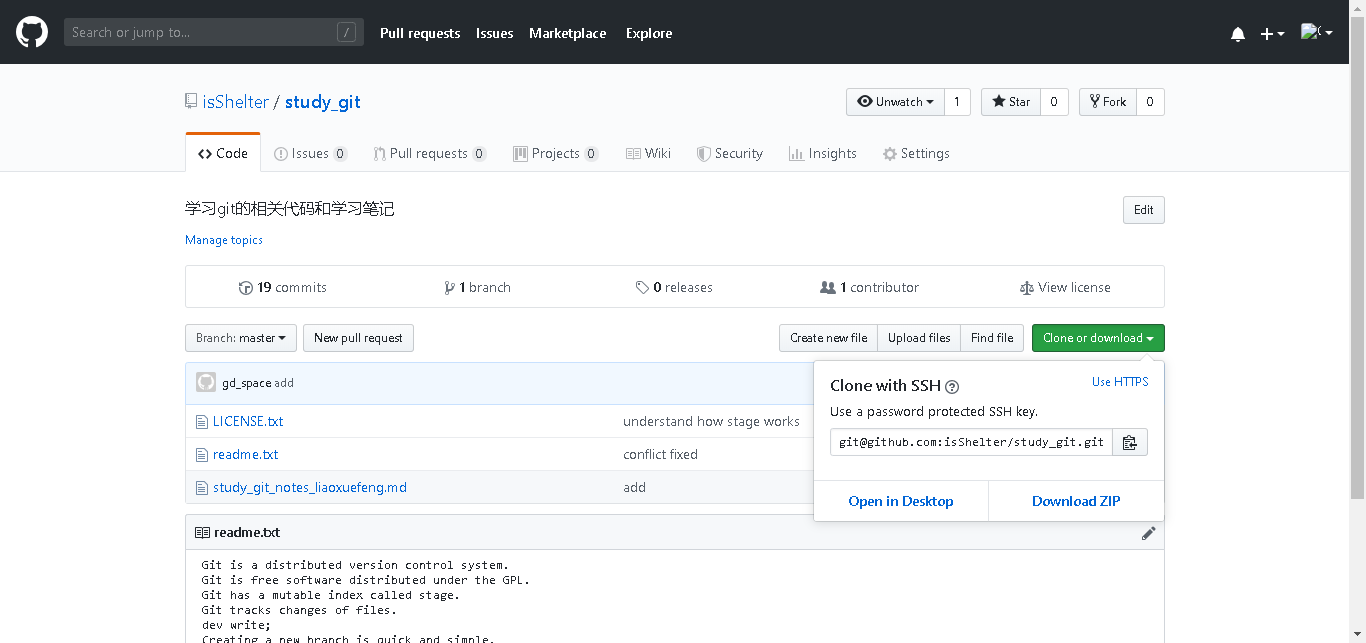 Search or jump to... / Pull requests Issues Marketplace Explore
isShelter / study_git Unwatch 1 Star 0 Fork 0
Code Issues 0 Pull requests 0 Projects 0 Wiki Security Insights Settings
学习git的相关代码和学习笔记 Edit
Manage topics
19 commits 1 branch 0 releases 1 contributor View license
Branch: master New pull request Create new file Upload files Find file Clone or download
gd_space add
LICENSE.txt understand how stage works
readme.txt conflict fixed
study_git_notes_liaoxuefeng.md add
Clone with SSH Use HTTPS
Use a password protected SSH key.
git@github.com:isShelter/study_git.git
Open in Desktop Download ZIP
readme.txt
Git is a distributed version control system.
Git is free software distributed under the GPL.
Git has a mutable index called stage.
Git tracks changes of files.
dev write;
Creating a new branch is quick and simple.